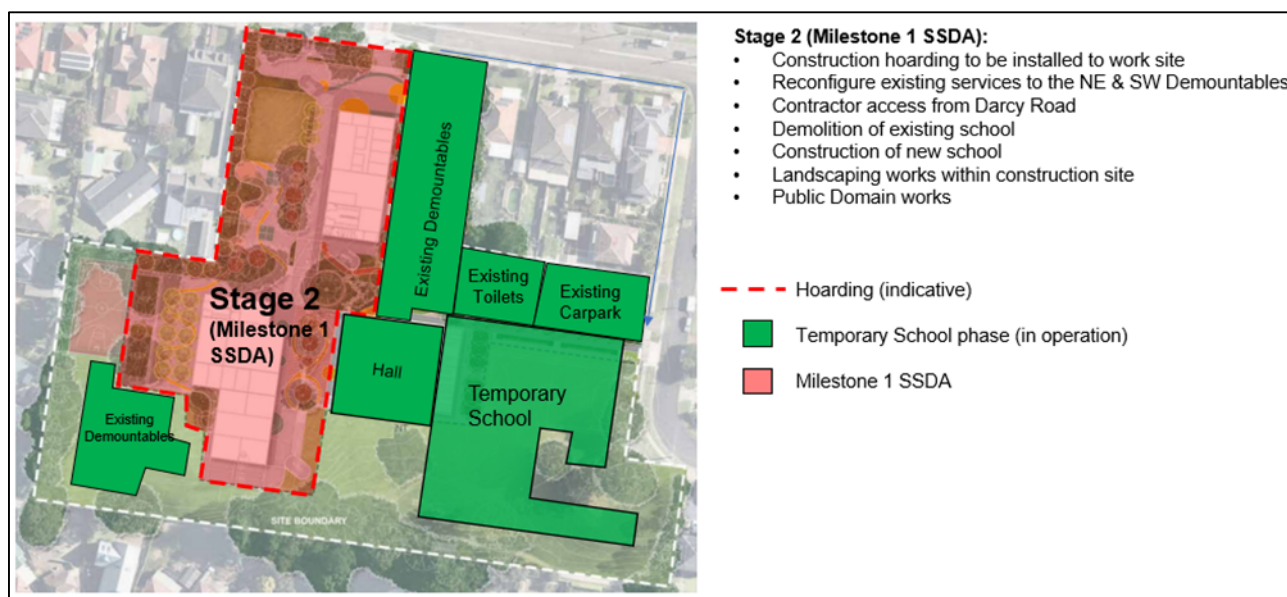 Stage 2 (Milestone 1 SSDA):
• Construction hoarding to be installed to work site
• Reconfigure existing services to the NE & SW Demountables
• Contractor access from Darcy Road
• Demolition of existing school
• Construction of new school
• Landscaping works within construction site
• Public Domain works
Hoarding (indicative)
Temporary School phase (in operation)
Milestone 1 SSDA
Existing Demountables
Existing
Toilets
Existing
Carpark
Stage 2
(Milestone 1
SSDA)
Hall
Temporary
School
Existing
Demountables
SITE BOUNDARY